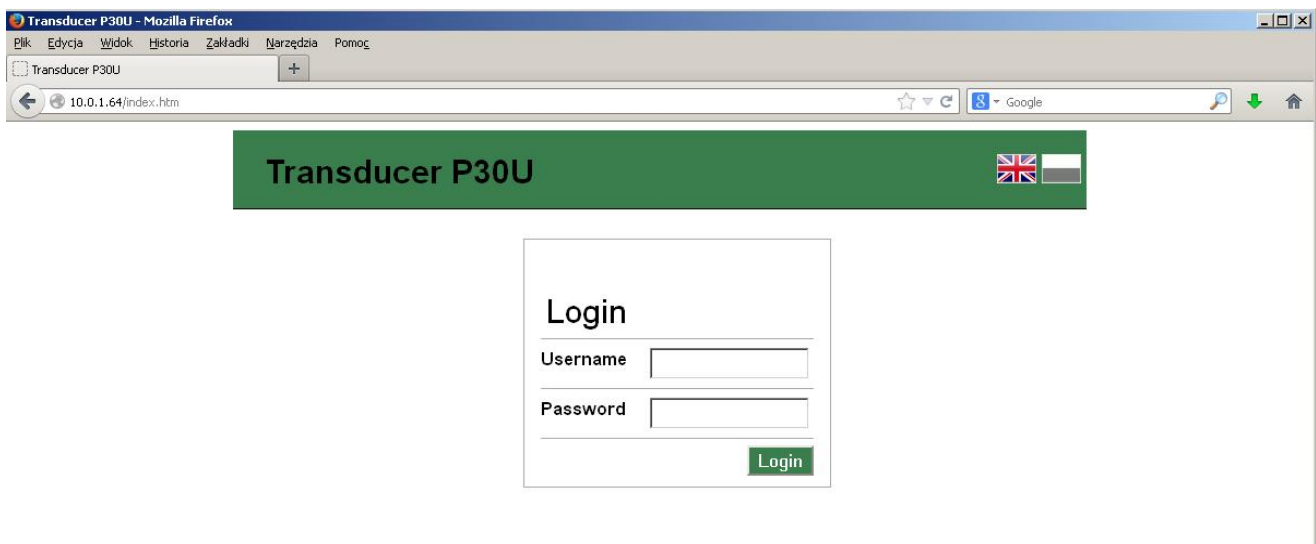 Transducer P30U - Mozilla Firefox
Plik Edycja Widok Historia Zakładki Narzędzia Pomoc
Transducer P30U
10.0.1.64/index.htm
8 Google
Transducer P30U
Login
Username
Password
Login